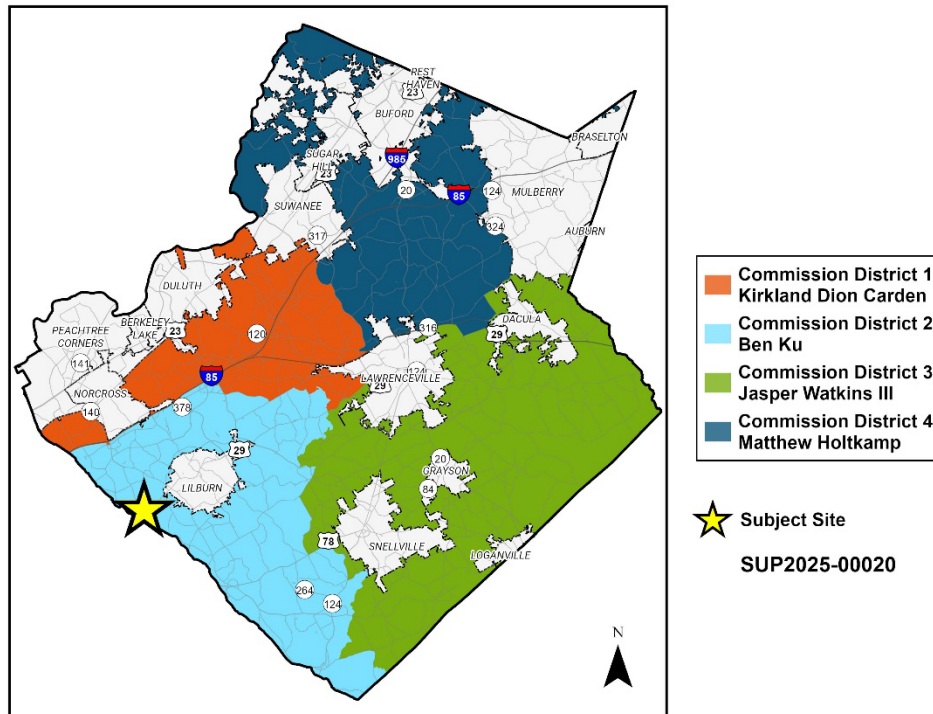 REST
HAVEN
23
BUFORD
BRASELTON
SUGAR
HILL
23
985
20
85
124
MULBERRY
SUWANEE
324
AUBURN
317
DULUTH
BERKELEY
LAKE
23
PEACHTREE
CORNERS
141
120
316
DACULA
29
124
LAWRENCEVILLE
29
85
NORCROSS
140
378
29
LILBURN
20
GRAYSON
84
78
SNELLVILLE
LOGANVILLE
264
124
N
Commission District 1
Kirkland Dion Carden
Commission District 2
Ben Ku
Commission District 3
Jasper Watkins III
Commission District 4
Matthew Holtkamp
Subject Site
SUP2025-00020